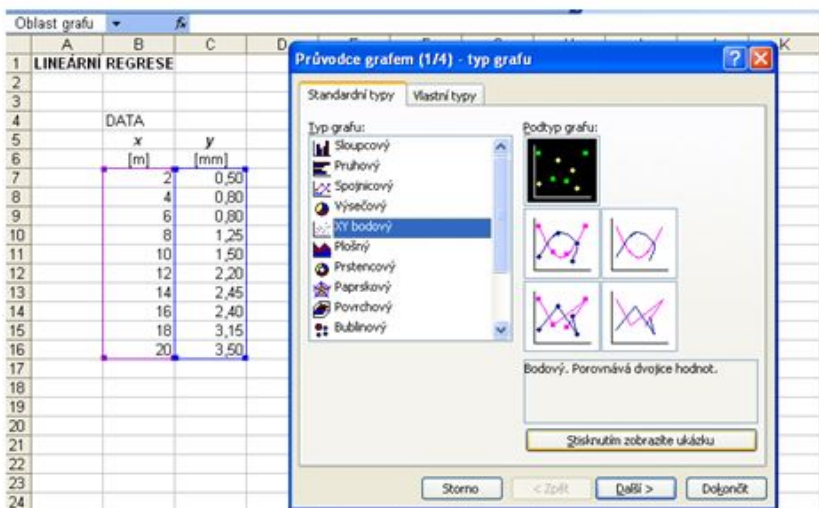 Oblast grafu fx
A B C D K
1 LINEÁRNÍ REGRESE
2
3
4 DATA
5 x y
6 [m] [mm]
7 2 0,50
8 4 0,80
9 6 0,80
10 8 1,25
11 10 1,50
12 12 2,20
13 14 2,45
14 16 2,40
15 18 3,15
16 20 3,50
17
18
19
20
21
22
23
24
Průvodce grafem (1/4) - typ grafu
Standardní typy Vlastní typy
Typ grafu:
Sloupcový
Pruhový
Spojnicový
Výsečový
XY bodový
Plošný
Prstencový
Paprskový
Povrchový
Bublinový
Podtyp grafu:
Bodový. Porovnává dvojice hodnot.
Stisknutím zobrazíte ukázku
Storno < Zpět Další > Dokončit